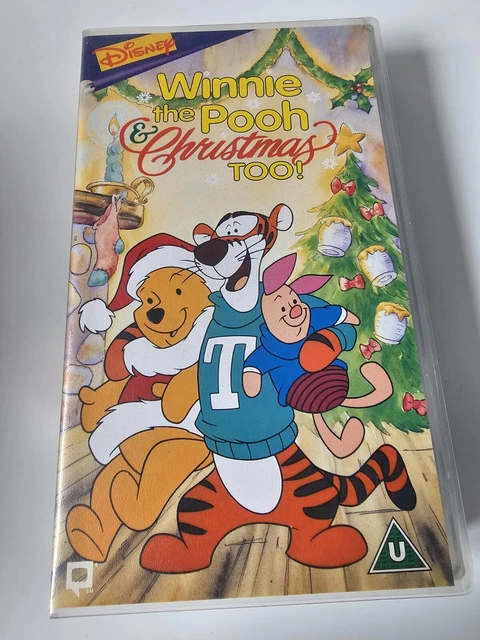 Disney
Winnie
the Pooh
& Christmas
TOO!
T
U